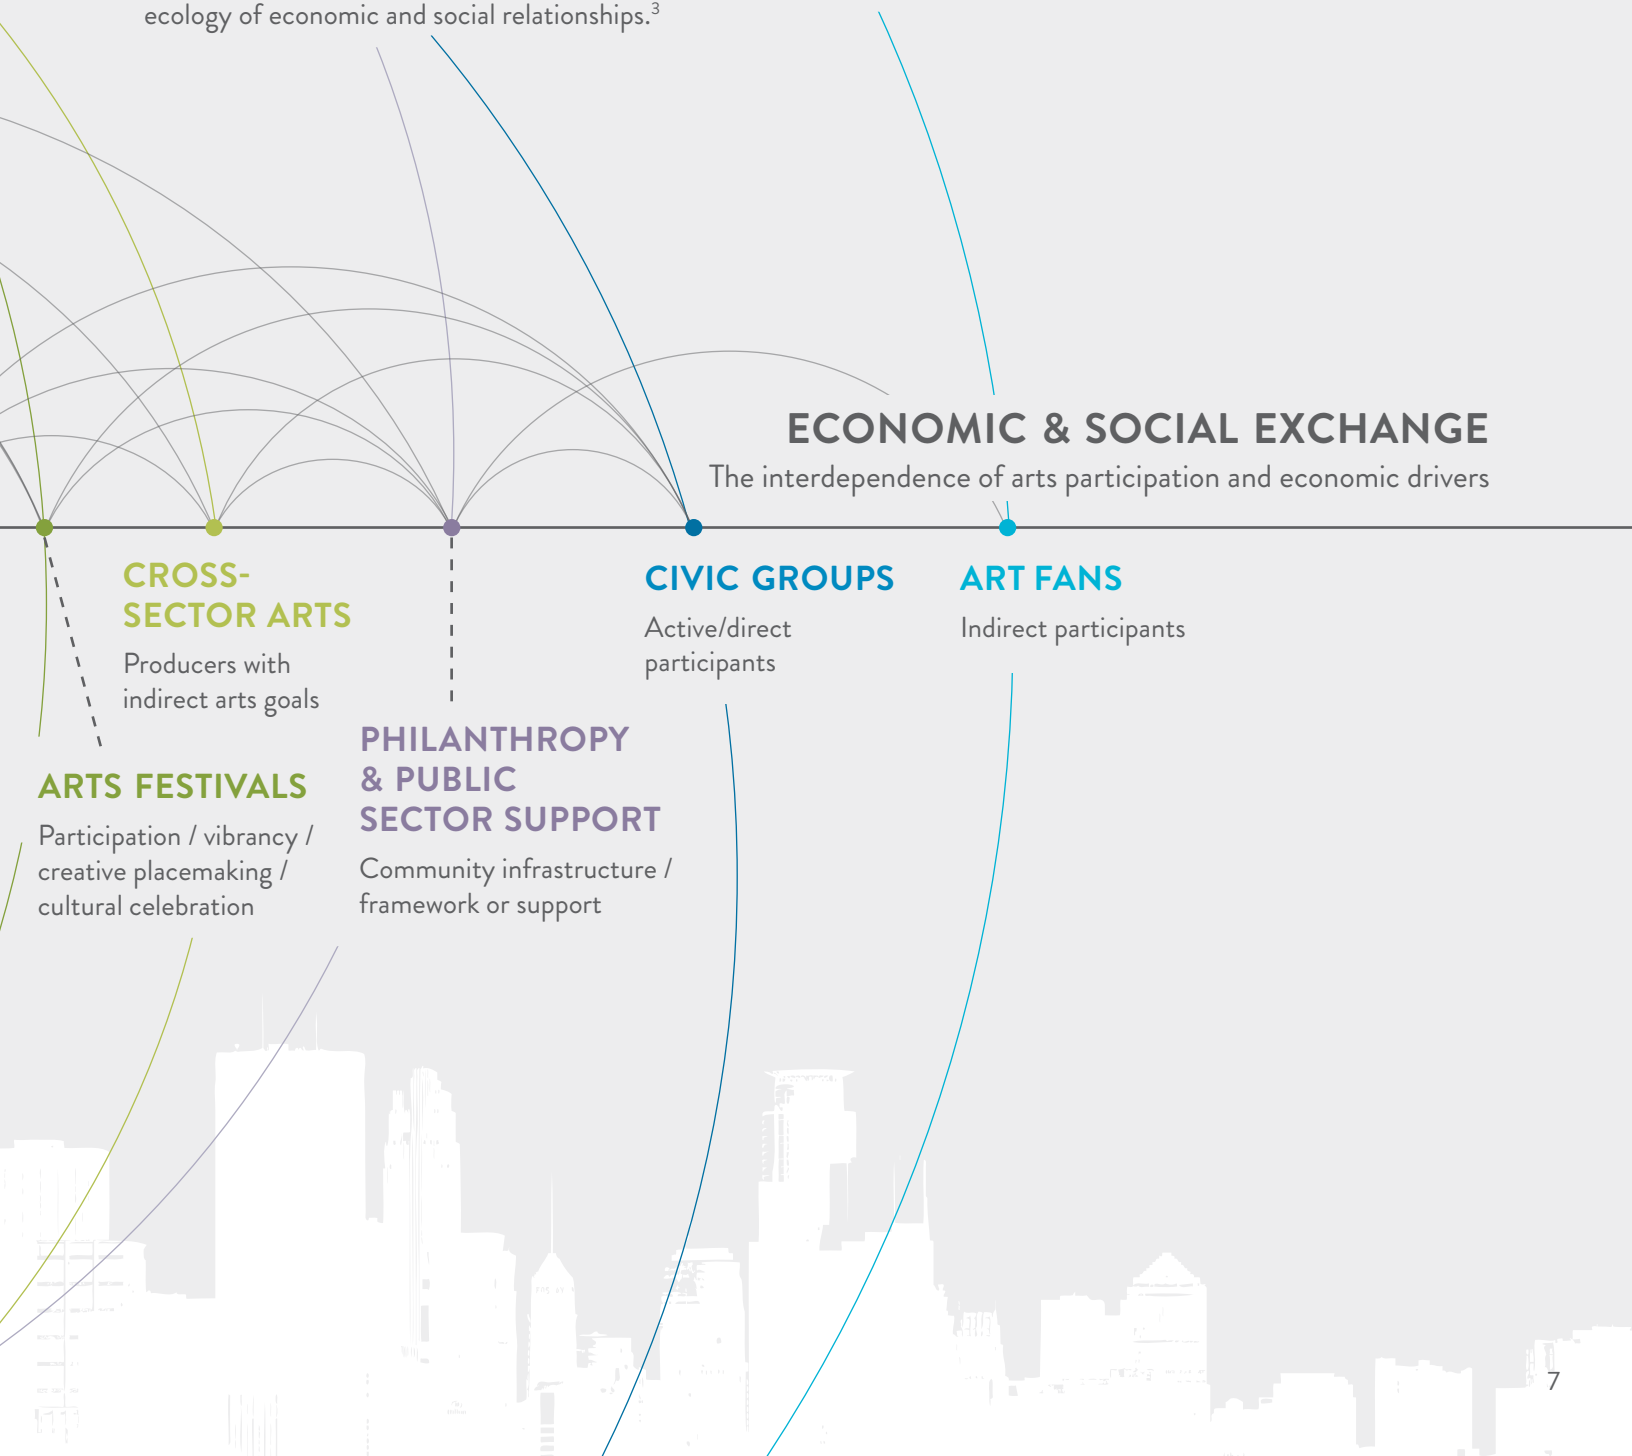 ecology of economic and social relationships.³
ECONOMIC & SOCIAL EXCHANGE
The interdependence of arts participation and economic drivers
CROSS-
SECTOR ARTS
Producers with
indirect arts goals
ARTS FESTIVALS
Participation / vibrancy /
creative placemaking /
cultural celebration
PHILANTHROPY
& PUBLIC
SECTOR SUPPORT
Community infrastructure /
framework or support
CIVIC GROUPS
Active/direct
participants
ART FANS
Indirect participants
7